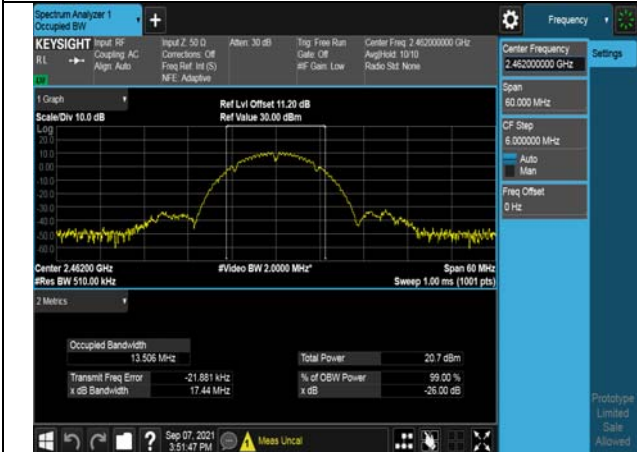 Spectrum Analyzer 1
Occupied BW
+
Frequency
KEYSIGHT
RL
Input: RF
Coupling: AC
Align: Auto
Input Z: 50 Ω
Corrections: Off
Freq Ref: Int (S)
NFE: Adaptive
Atten: 30 dB
Trig: Free Run
Gate: Off
#IF Gain: Low
Center Freq: 2.462000000 GHz
Avg|Hold: 10/10
Radio Std: None
Center Frequency
2.462000000 GHz
Settings
Span
60.000 MHz
CF Step
6.000000 MHz
Auto
Man
Freq Offset
0 Hz
1 Graph
Scale/Div 10.0 dB
Ref Lvl Offset 11.20 dB
Ref Value 30.00 dBm
Log
20.0
10.0
0.00
-10.0
-20.0
-30.0
-40.0
-50.0
-60.0
Center 2.46200 GHz
#Res BW 510.00 kHz
#Video BW 2.0000 MHz*
Span 60 MHz
Sweep 1.00 ms (1001 pts)
2 Metrics
Occupied Bandwidth
13.506 MHz
Total Power
20.7 dBm
Transmit Freq Error
-21.881 kHz
% of OBW Power
99.00 %
x dB Bandwidth
17.44 MHz
x dB
-26.00 dB
Prototype
Limited
Sale
Allowed
?
Sep 07, 2021
3:51:47 PM
Meas Uncal